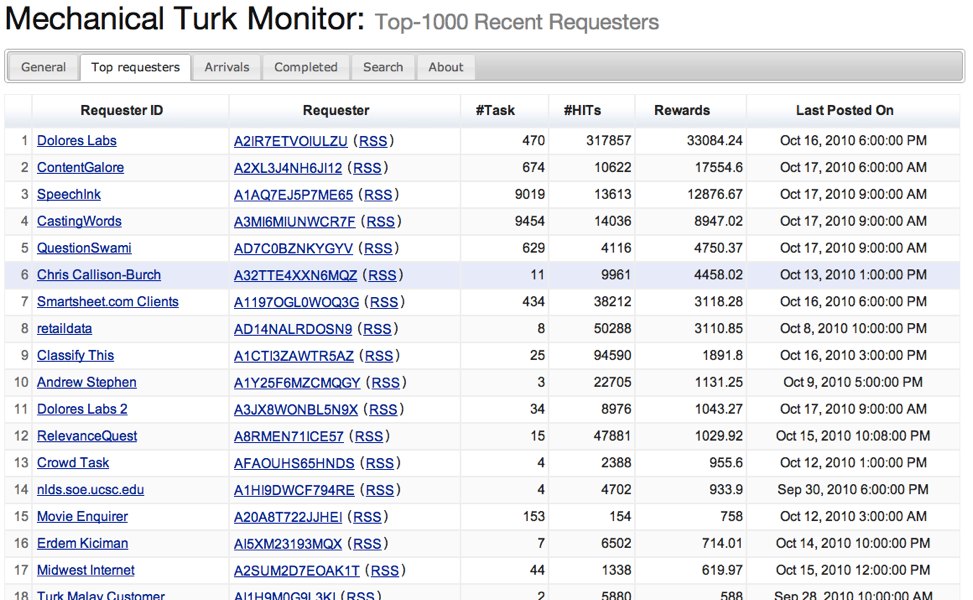 Mechanical Turk Monitor: Top-1000 Recent Requesters
General Top requesters Arrivals Completed Search About
Requester ID Requester #Task #HITs Rewards Last Posted On
1 Dolores Labs A2IR7ETVOIULZU (RSS) 470 317857 33084.24 Oct 16, 2010 6:00:00 PM
2 ContentGalore A2XL3J4NH6JI12 (RSS) 674 10622 17554.6 Oct 17, 2010 6:00:00 AM
3 SpeechInk A1AQ7EJ5P7ME65 (RSS) 9019 13613 12876.67 Oct 17, 2010 9:00:00 AM
4 CastingWords A3MI6MIUNWCR7F (RSS) 9454 14036 8947.02 Oct 17, 2010 9:00:00 AM
5 QuestionSwami AD7C0BZNKYGYV (RSS) 629 4116 4750.37 Oct 17, 2010 9:00:00 AM
6 Chris Callison-Burch A32TTE4XXN6MQZ (RSS) 11 9961 4458.02 Oct 13, 2010 1:00:00 PM
7 Smartsheet.com Clients A1197OGL0WOQ3G (RSS) 434 38212 3118.28 Oct 16, 2010 6:00:00 PM
8 retaildata AD14NALRDOSN9 (RSS) 8 50288 3110.85 Oct 8, 2010 10:00:00 PM
9 Classify This A1CTI3ZAWTR5AZ (RSS) 25 94590 1891.8 Oct 16, 2010 3:00:00 PM
10 Andrew Stephen A1Y25F6MZCMQGY (RSS) 3 22705 1131.25 Oct 9, 2010 5:00:00 PM
11 Dolores Labs 2 A3JX8WONBL5N9X (RSS) 34 8976 1043.27 Oct 17, 2010 9:00:00 AM
12 RelevanceQuest A8RMEN71ICE57 (RSS) 15 47881 1029.92 Oct 15, 2010 10:08:00 PM
13 Crowd Task AFAOUHS65HNDS (RSS) 4 2388 955.6 Oct 12, 2010 1:00:00 PM
14 nlds.soe.ucsc.edu A1HI9DWCF794RE (RSS) 4 4702 933.9 Sep 30, 2010 6:00:00 PM
15 Movie Enquirer A20A8T722JJHEI (RSS) 153 154 758 Oct 12, 2010 3:00:00 AM
16 Erdem Kiciman AI5XM23193MQX (RSS) 7 6502 714.01 Oct 14, 2010 10:00:00 PM
17 Midwest Internet A2SUM2D7EOAK1T (RSS) 44 1338 619.97 Oct 15, 2010 12:00:00 PM
18 Turk Malay Customer AI1H9M0G9L3KI (RSS) 2 5880 588 Sep 28, 2010 10:00:00 AM